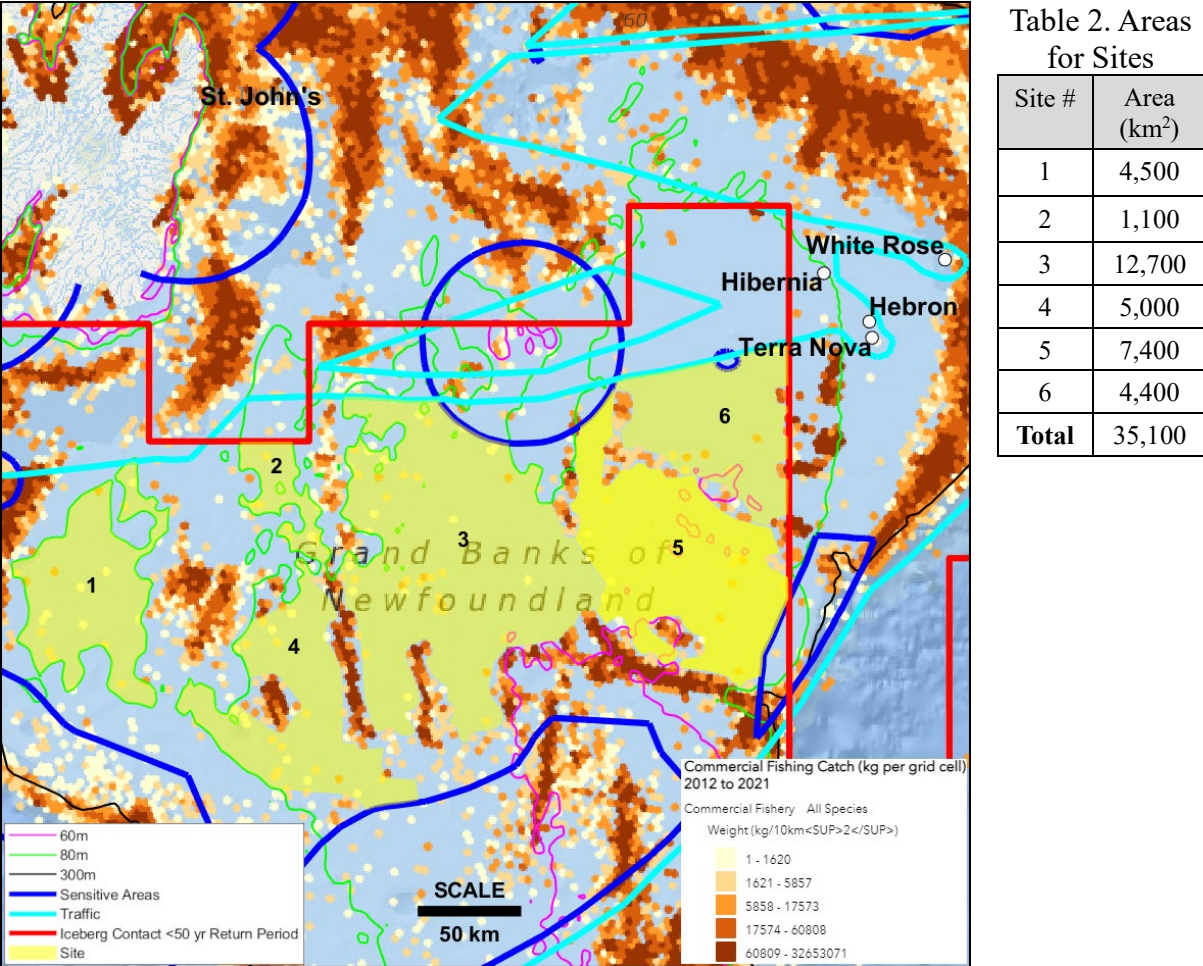 60
St. John's
White Rose
Hibernia
Hebron
Terra Nova
6
2
3
5
1
4
Grand Banks of
Newfoundland
60m
80m
300m
Sensitive Areas
Traffic
Iceberg Contact <50 yr Return Period
Site
SCALE
50 km
Commercial Fishing Catch (kg per grid cell)
2012 to 2021
Commercial Fishery All Species
Weight (kg/10km<SUP>2</SUP>)
1 - 1620
1621 - 5857
5858 - 17573
17574 - 60808
60809 - 32653071
Table 2. Areas
for Sites
Site # Area
(km²)
1 4,500
2 1,100
3 12,700
4 5,000
5 7,400
6 4,400
Total 35,100